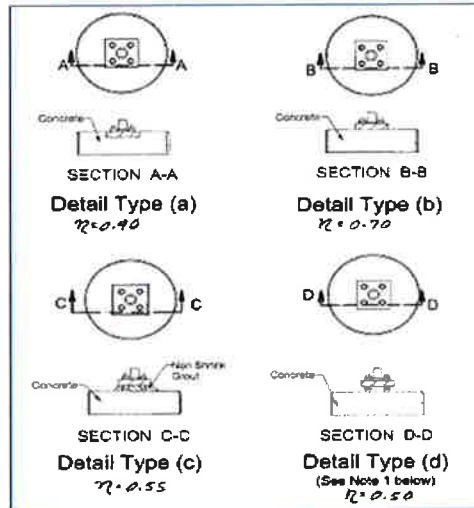 A A
Concrete
SECTION A-A
Detail Type (a)
η=0.90
B B
Concrete
SECTION B-B
Detail Type (b)
η=0.70
C C
Non Shrink
Grout
Concrete
SECTION C-C
Detail Type (c)
η=0.55
D D
Concrete
SECTION D-D
Detail Type (d)
(See Note 1 below)
η=0.50